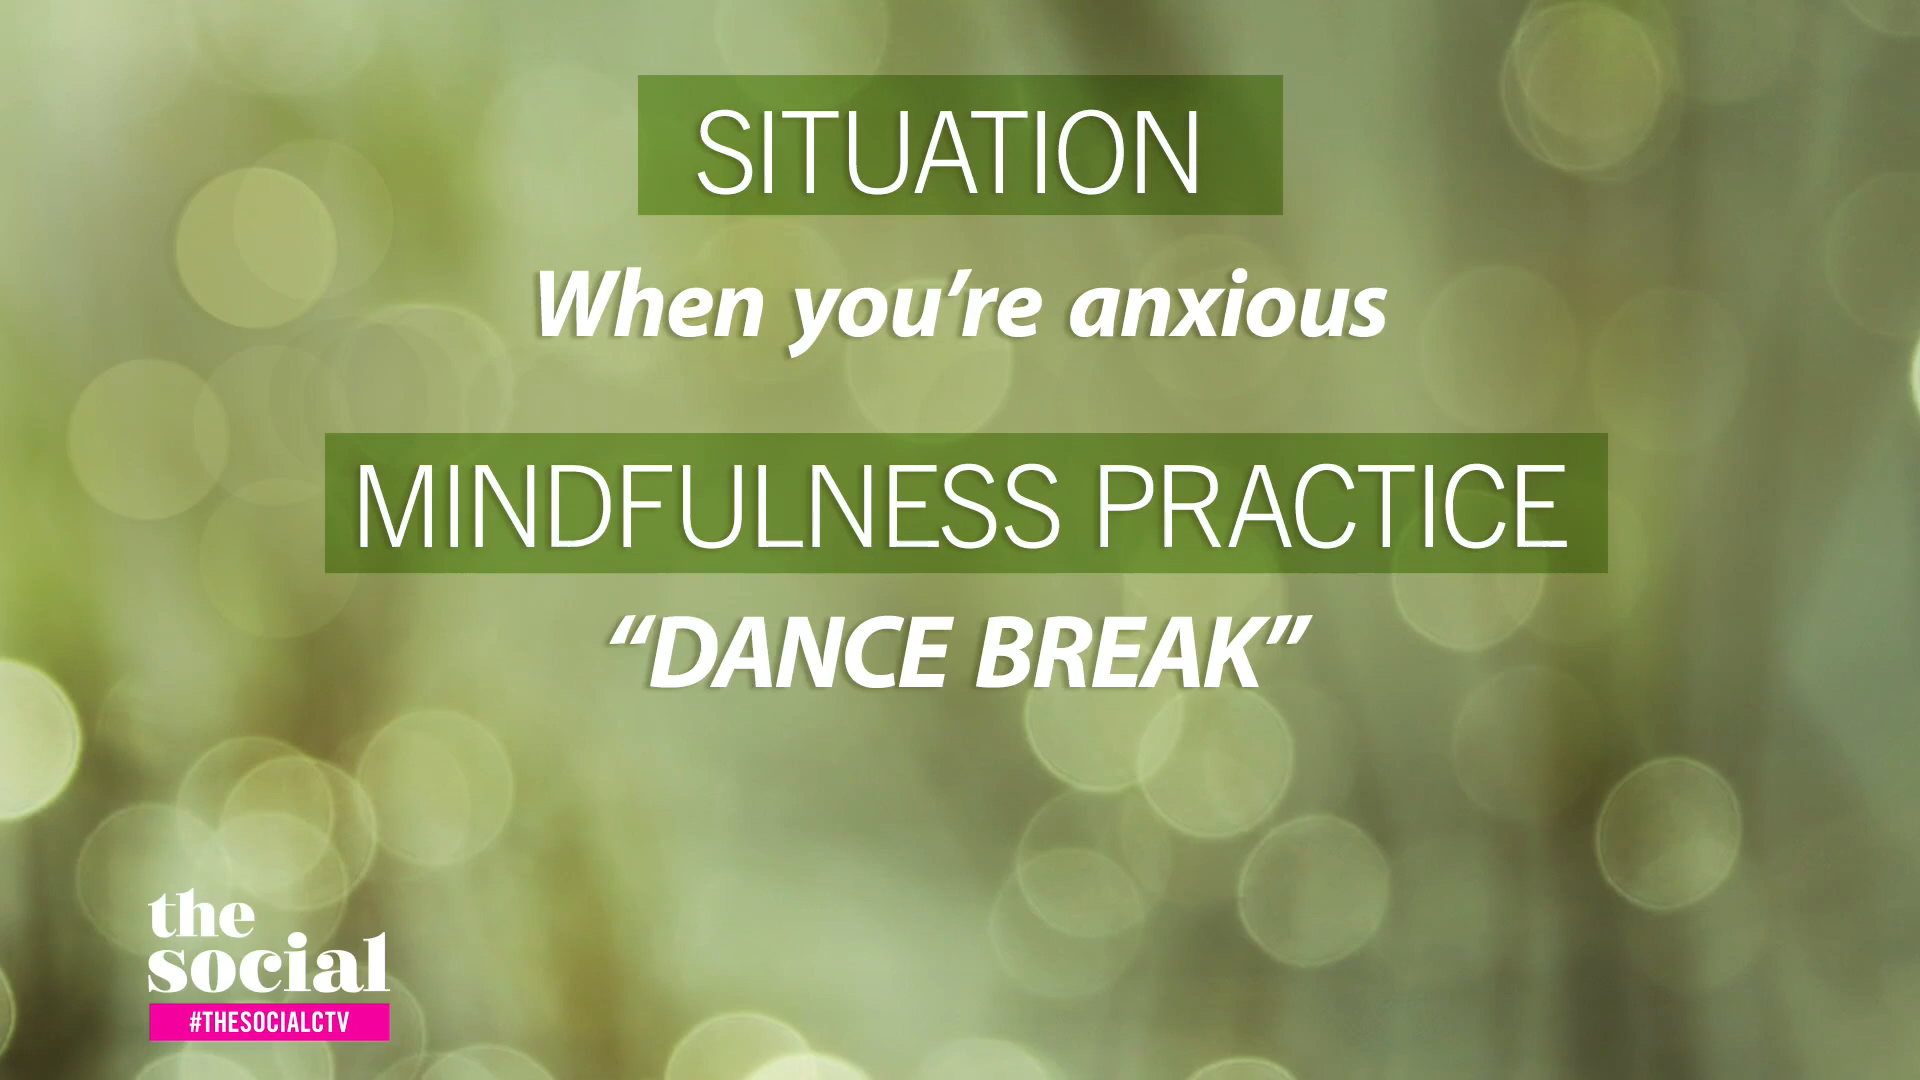 SITUATION
When you’re anxious
MINDFULNESS PRACTICE
“DANCE BREAK”
the
social
#THESOCIALCTV